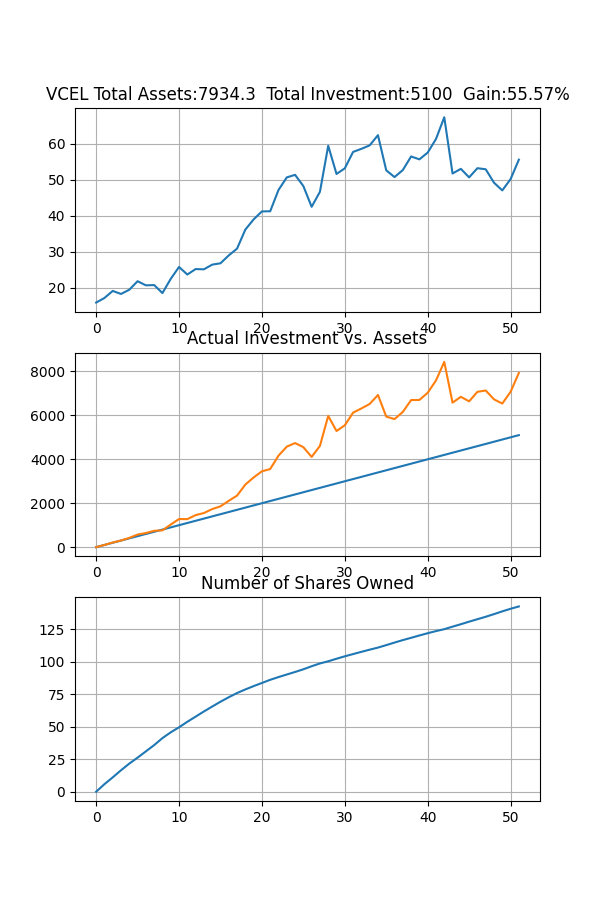 VCEL Total Assets:7934.3  Total Investment:5100  Gain:55.57%
60
50
40
30
20
0 10 20 30 40 50
Actual Investment vs. Assets
8000
6000
4000
2000
0
0 10 20 30 40 50
Number of Shares Owned
125
100
75
50
25
0
0 10 20 30 40 50